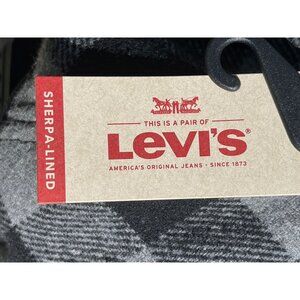 SHERPA-LINED
THIS IS A PAIR OF
Levi's®
AMERICA'S ORIGINAL JEANS · SINCE 1873